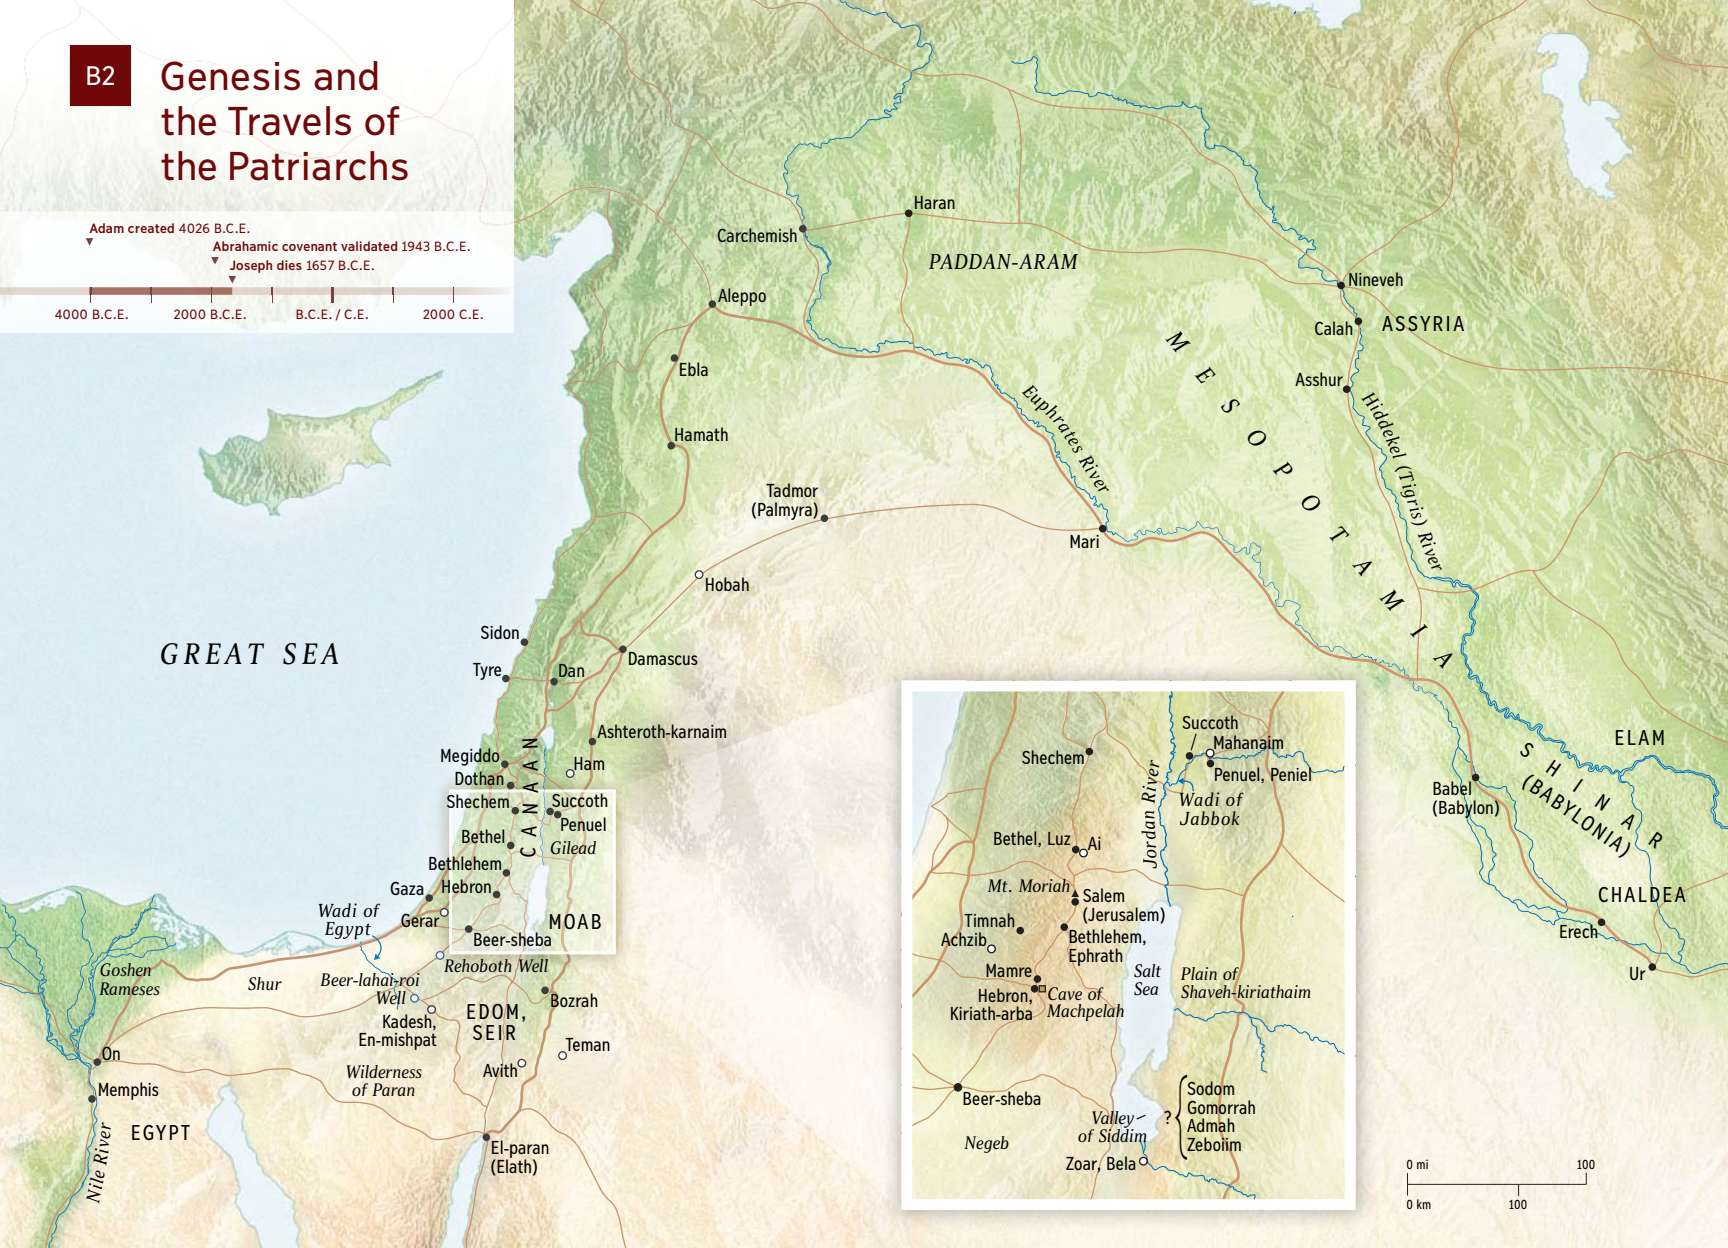 B2
Genesis and
the Travels of
the Patriarchs
Adam created 4026 B.C.E.
Abrahamic covenant validated 1943 B.C.E.
Joseph dies 1657 B.C.E.
4000 B.C.E.
2000 B.C.E.
B.C.E. / C.E.
2000 C.E.
Haran
Carchemish
PADDAN-ARAM
Nineveh
Aleppo
Calah
ASSYRIA
MESOPOTAMIA
Ebla
Asshur
Euphrates River
Hiddekel (Tigris) River
Hamath
Tadmor
(Palmyra)
Mari
Hobah
GREAT SEA
Sidon
Damascus
Tyre
Dan
Ashteroth-karnaim
CANAAN
Megiddo
Ham
Dothan
Shechem
Succoth
Penuel
Bethel
Gilead
Bethlehem
Gaza
Hebron
Gerar
MOAB
Wadi of
Egypt
Beer-sheba
Rehoboth Well
Goshen
Rameses
Shur
Beer-lahai-roi
Well
Bozrah
Kadesh,
En-mishpat
EDOM,
SEIR
Teman
On
Avith
Wilderness
of Paran
Memphis
EGYPT
Nile River
El-paran
(Elath)
ELAM
SHINAR
(BABYLONIA)
Babel
(Babylon)
CHALDEA
Erech
Ur
Succoth
Mahanaim
Shechem
Penuel, Peniel
Jordan River
Wadi of
Jabbok
Bethel, Luz
Ai
Mt. Moriah
Salem
(Jerusalem)
Timnah
Achzib
Bethlehem,
Ephrath
Mamre
Salt
Sea
Plain of
Shaveh-kiriathaim
Hebron,
Kiriath-arba
Cave of
Machpelah
Beer-sheba
Sodom
Gomorrah
Admah
Zeboiim
?
Valley
of Siddim
Negeb
Zoar, Bela
0 mi
100
0 km
100